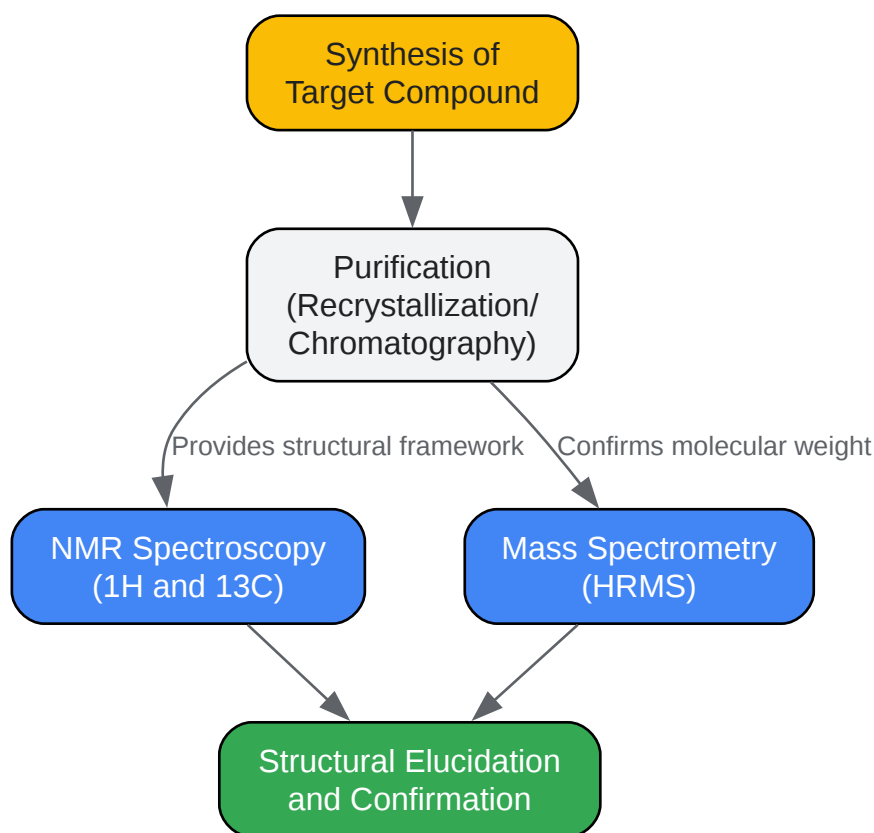 Synthesis of
Target Compound
Purification
(Recrystallization/
Chromatography)
Provides structural framework
Confirms molecular weight
NMR Spectroscopy
(1H and 13C)
Mass Spectrometry
(HRMS)
Structural Elucidation
and Confirmation